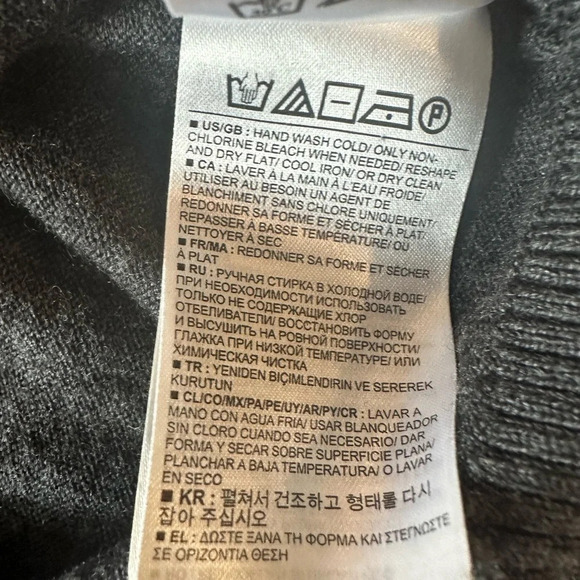 P
■ US/GB : HAND WASH COLD/ ONLY NON-
CHLORINE BLEACH WHEN NEEDED/ RESHAPE
AND DRY FLAT/ COOL IRON/ OR DRY CLEAN
■ CA : LAVER À LA MAIN À L'EAU FROIDE/
UTILISER AU BESOIN UN AGENT DE
BLANCHIMENT SANS CHLORE UNIQUEMENT/
REDONNER SA FORME ET SÉCHER À PLAT/
REPASSER À BASSE TEMPÉRATURE/ OU
NETTOYER À SEC
■ FR/MA : REDONNER SA FORME ET SÉCHER
À PLAT
■ RU : РУЧНАЯ СТИРКА В ХОЛОДНОЙ ВОДЕ/
ПРИ НЕОБХОДИМОСТИ ИСПОЛЬЗОВАТЬ
ТОЛЬКО НЕ СОДЕРЖАЩИЕ ХЛОР
ОТБЕЛИВАТЕЛИ/ ВОССТАНОВИТЬ ФОРМУ
И ВЫСУШИТЬ НА РОВНОЙ ПОВЕРХНОСТИ/
ГЛАЖКА ПРИ НИЗКОЙ ТЕМПЕРАТУРЕ/ ИЛИ
ХИМИЧЕСКАЯ ЧИСТКА
■ TR : YENİDEN BİÇİMLENDIRIN VE SEREREK
KURUTUN
■ CL/CO/MX/PA/PE/UY/AR/PY/CR : LAVAR A
MANO CON AGUA FRIA/ USAR BLANQUEADOR
SIN CLORO CUANDO SEA NECESARIO/ DAR
FORMA Y SECAR SOBRE SUPERFICIE PLANA/
PLANCHAR A BAJA TEMPERATURA/ O LAVAR
EN SECO
■ KR : 펼쳐서 건조하고 형태를 다시
잡아 주십시오
■ EL : ΔΩΣΤΕ ΞΑΝΑ ΤΗ ΦΟΡΜΑ ΚΑΙ ΣΤΕΓΝΩΣΤΕ
ΣΕ ΟΡΙΖΟΝΤΙΑ ΘΕΣΗ